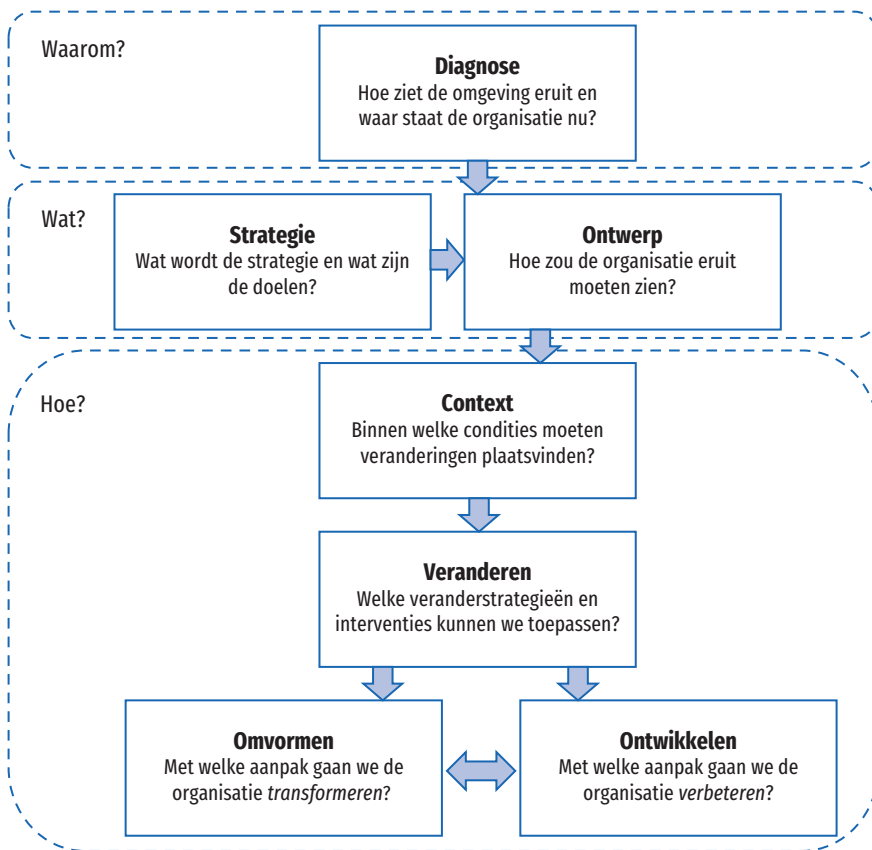 Waarom?
Diagnose
Hoe ziet de omgeving eruit en
waar staat de organisatie nu?
Wat?
Strategie
Wat wordt de strategie en wat zijn
de doelen?
Ontwerp
Hoe zou de organisatie eruit
moeten zien?
Hoe?
Context
Binnen welke condities moeten
veranderingen plaatsvinden?
Veranderen
Welke veranderstrategieën en
interventies kunnen we toepassen?
Omvormen
Met welke aanpak gaan we de
organisatie transformeren?
Ontwikkelen
Met welke aanpak gaan we de
organisatie verbeteren?